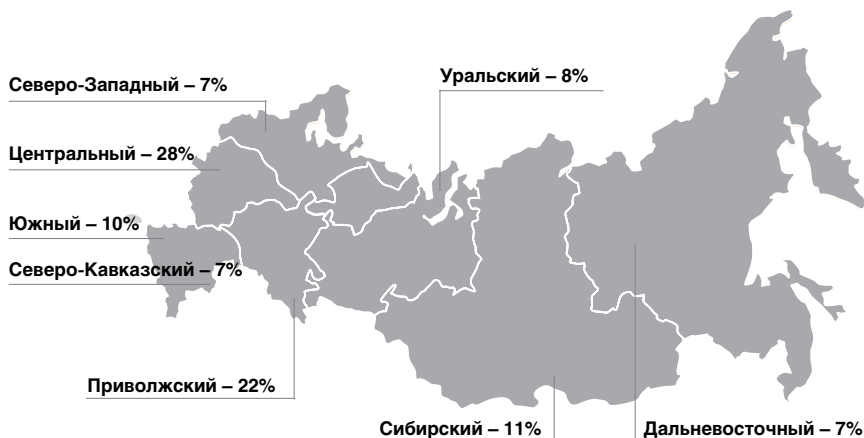 Северо-Западный – 7%
Уральский – 8%
Центральный – 28%
Южный – 10%
Северо-Кавказский – 7%
Приволжский – 22%
Сибирский – 11%
Дальневосточный – 7%